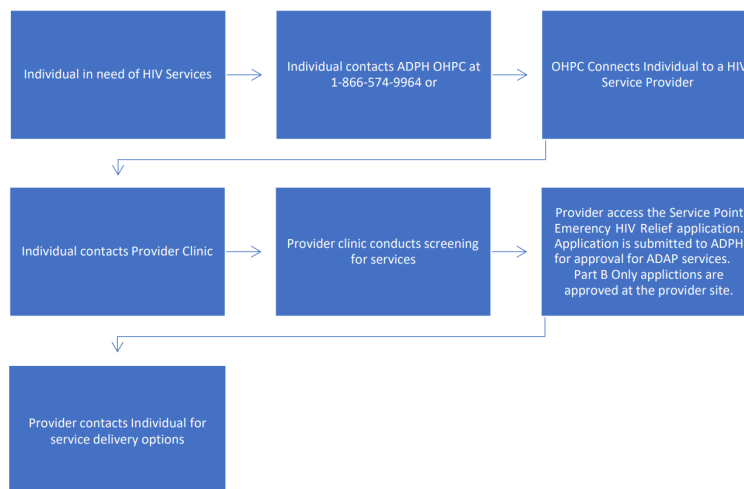 Individual in need of HIV Services
Individual contacts ADPH OHPC at
1-866-574-9964 or
OHPC Connects Individual to a HIV
Service Provider
Individual contacts Provider Clinic
Provider clinic conducts screening
for services
Provider access the Service Point
Emerency HIV Relief application.
Application is submitted to ADPH
for approval for ADAP services.
Part B Only applictions are
approved at the provider site.
Provider contacts Individual for
service delivery options